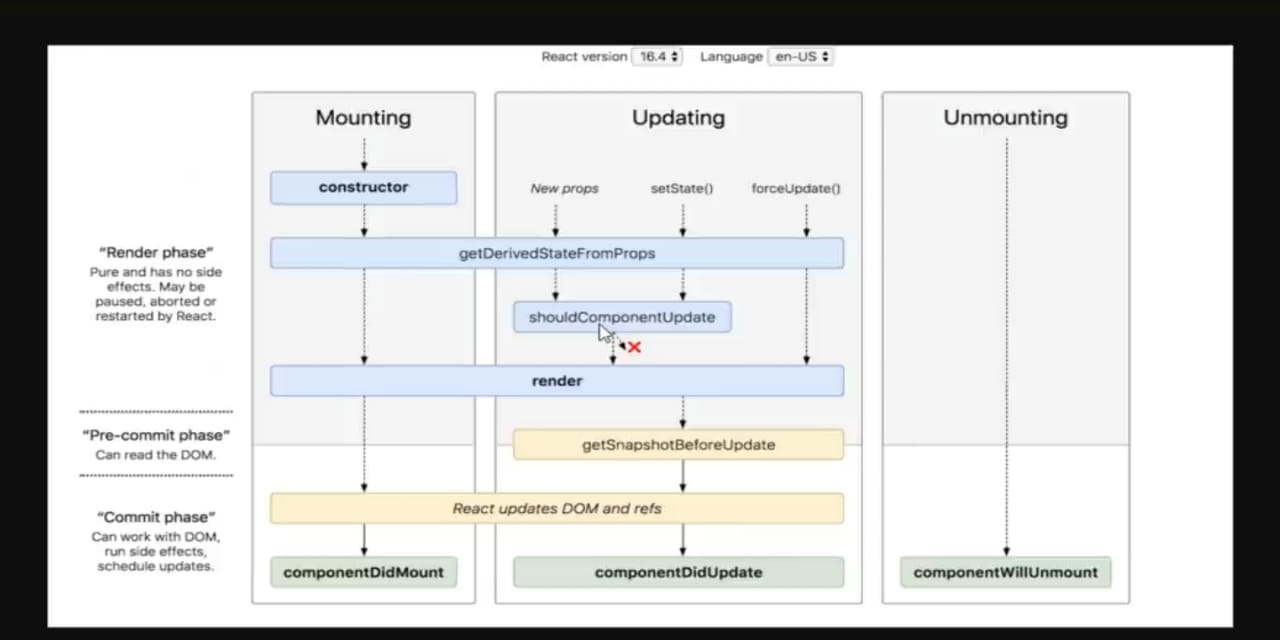 React version 16.4 Language en-US
Mounting
Updating
Unmounting
constructor
New props
setState()
forceUpdate()
"Render phase"
Pure and has no side
effects. May be
paused, aborted or
restarted by React.
getDerivedStateFromProps
shouldComponentUpdate
render
"Pre-commit phase"
Can read the DOM.
getSnapshotBeforeUpdate
"Commit phase"
Can work with DOM,
run side effects,
schedule updates.
React updates DOM and refs
componentDidMount
componentDidUpdate
componentWillUnmount